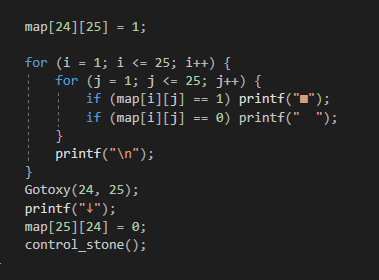 map[24][25] = 1;
for (i = 1; i <= 25; i++) {
for (j = 1; j <= 25; j++) {
if (map[i][j] == 1) printf("■");
if (map[i][j] == 0) printf("  ");
}
printf("\n");
}
Gotoxy(24, 25);
printf("↓");
map[25][24] = 0;
control_stone();